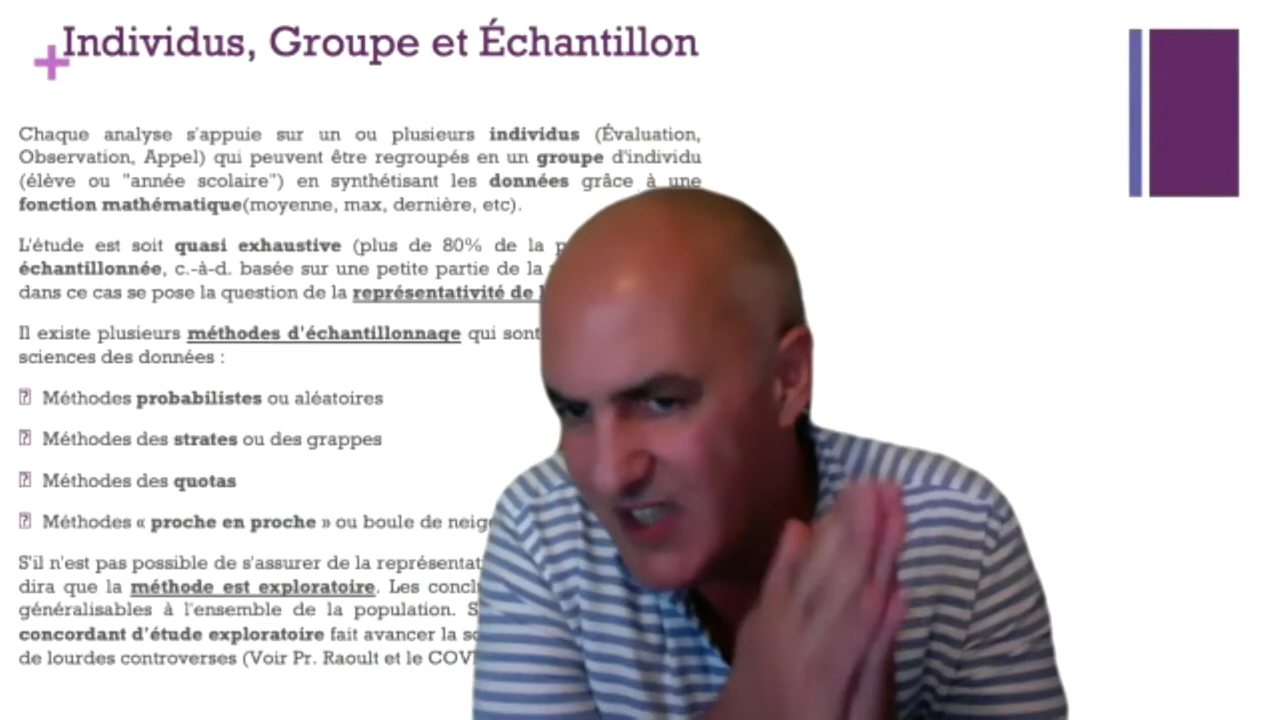 Individus, Groupe et Échantillon
Chaque analyse s'appuie sur un ou plusieurs individus (Évaluation,
Observation, Appel) qui peuvent être regroupés en un groupe d'individu
(élève ou "année scolaire") en synthétisant les données grâce à une
fonction mathématique(moyenne, max, dernière, etc).
L'étude est soit quasi exhaustive (plus de 80% de la
échantillonnée, c.-à-d. basée sur une petite partie de la
dans ce cas se pose la question de la représentativité de
Il existe plusieurs méthodes d'échantillonnage qui sont
sciences des données :
Méthodes probabilistes ou aléatoires
Méthodes des strates ou des grappes
Méthodes des quotas
Méthodes « proche en proche » ou boule de
S'il n'est pas possible de s'assurer de la
dira que la méthode est exploratoire. Les
généralisables à l'ensemble de la population.
concordant d'étude exploratoire fait avancer la
de lourdes controverses (Voir Pr. Raoult et le